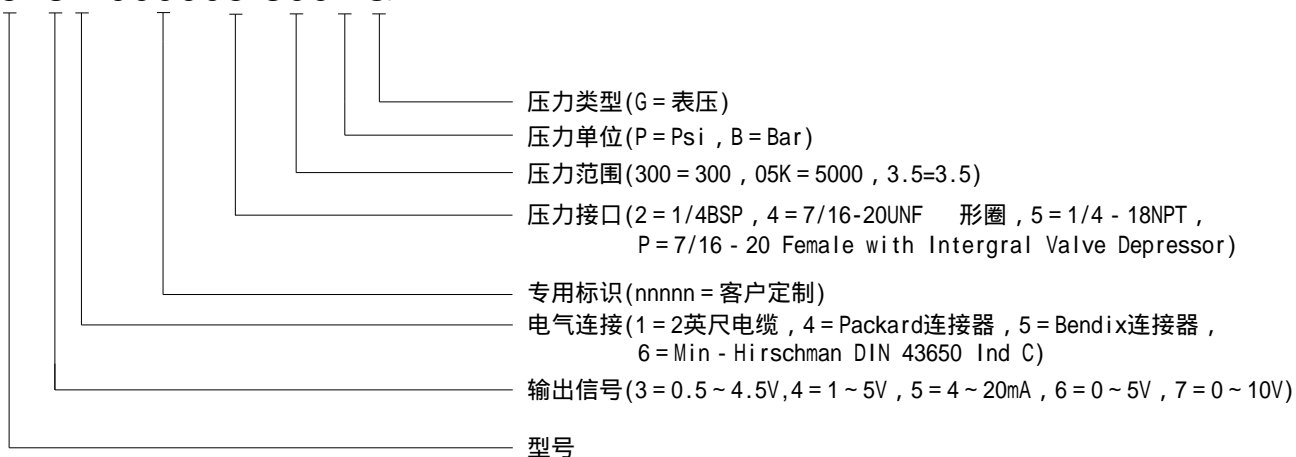 压力类型(G=表压)
压力单位(P=Psi,B=Bar)
压力范围(300=300,05K=5000,3.5=3.5)
压力接口(2=1/4BSP,4=7/16-20UNF 形圈,5=1/4-18NPT,
P=7/16-20 Female with Intergral Valve Depressor)
专用标识(nnnnn=客户定制)
电气连接(1=2英尺电缆,4=Packard连接器,5=Bendix连接器,
6=Min-Hirschman DIN 43650 Ind C)
输出信号(3=0.5~4.5V,4=1~5V,5=4~20mA,6=0~5V,7=0~10V)
型号